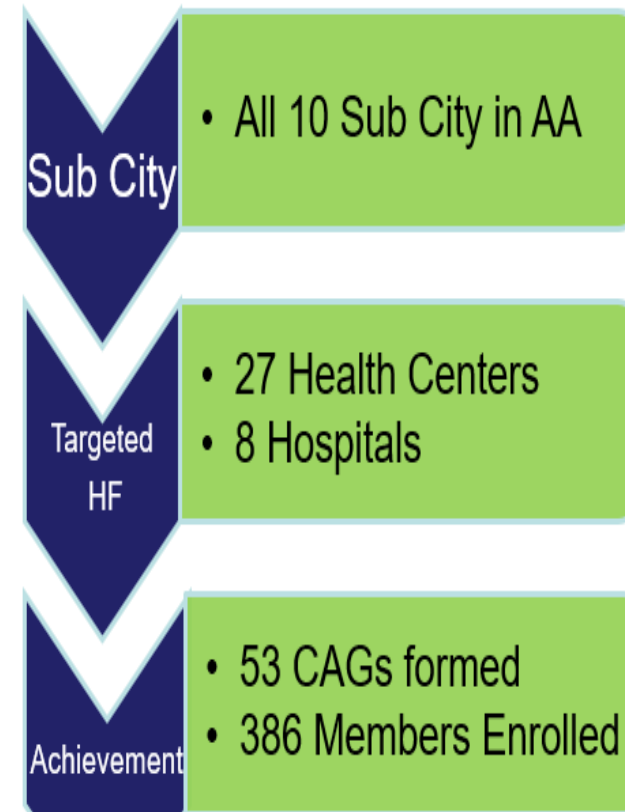 Sub City
• All 10 Sub City in AA
Targeted
HF
• 27 Health Centers
• 8 Hospitals
Achievement
• 53 CAGs formed
• 386 Members Enrolled